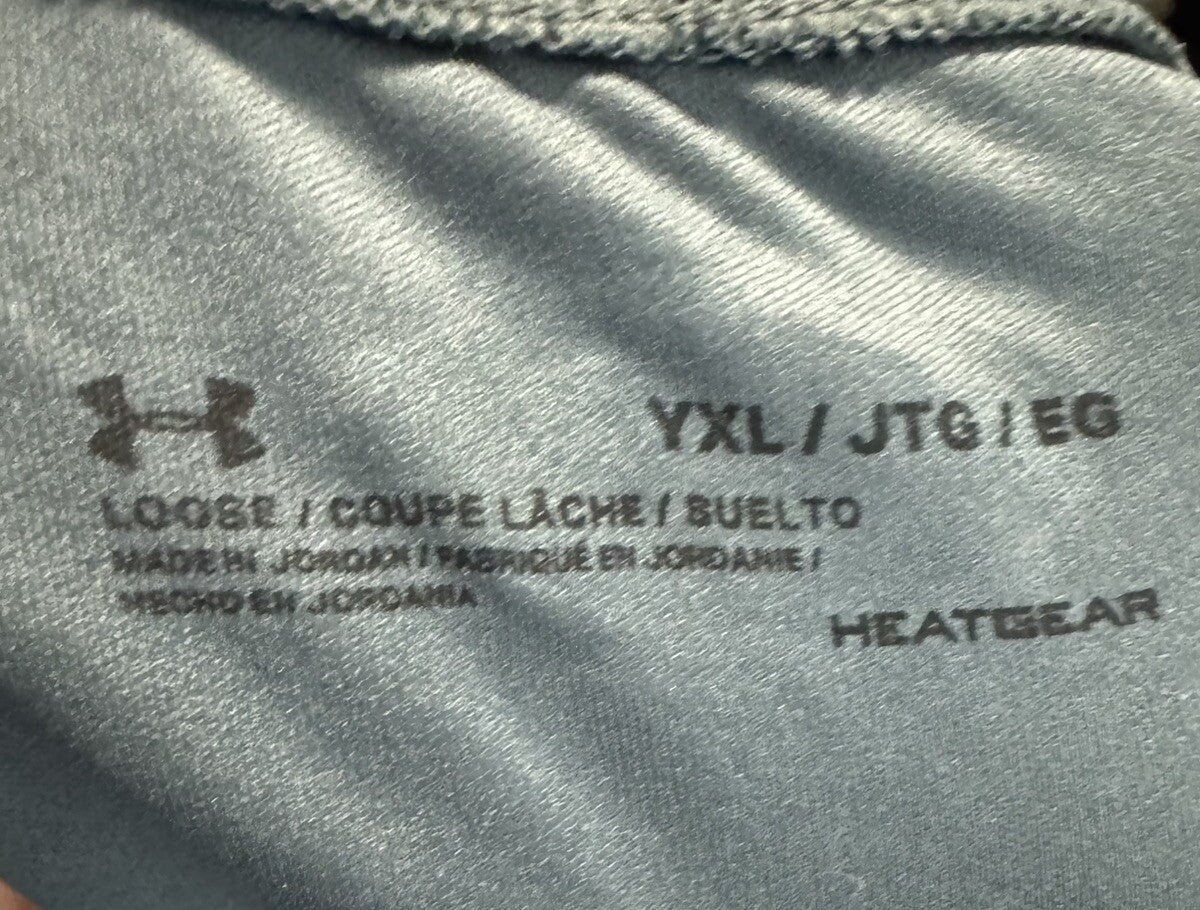 YXL / JTG / EG
LOOSE / COUPE LÂCHE / SUELTO
MADE IN JORDAN / FABRIQUÉ EN JORDANIE /
HECHO EN JORDANIA
HEATGEAR